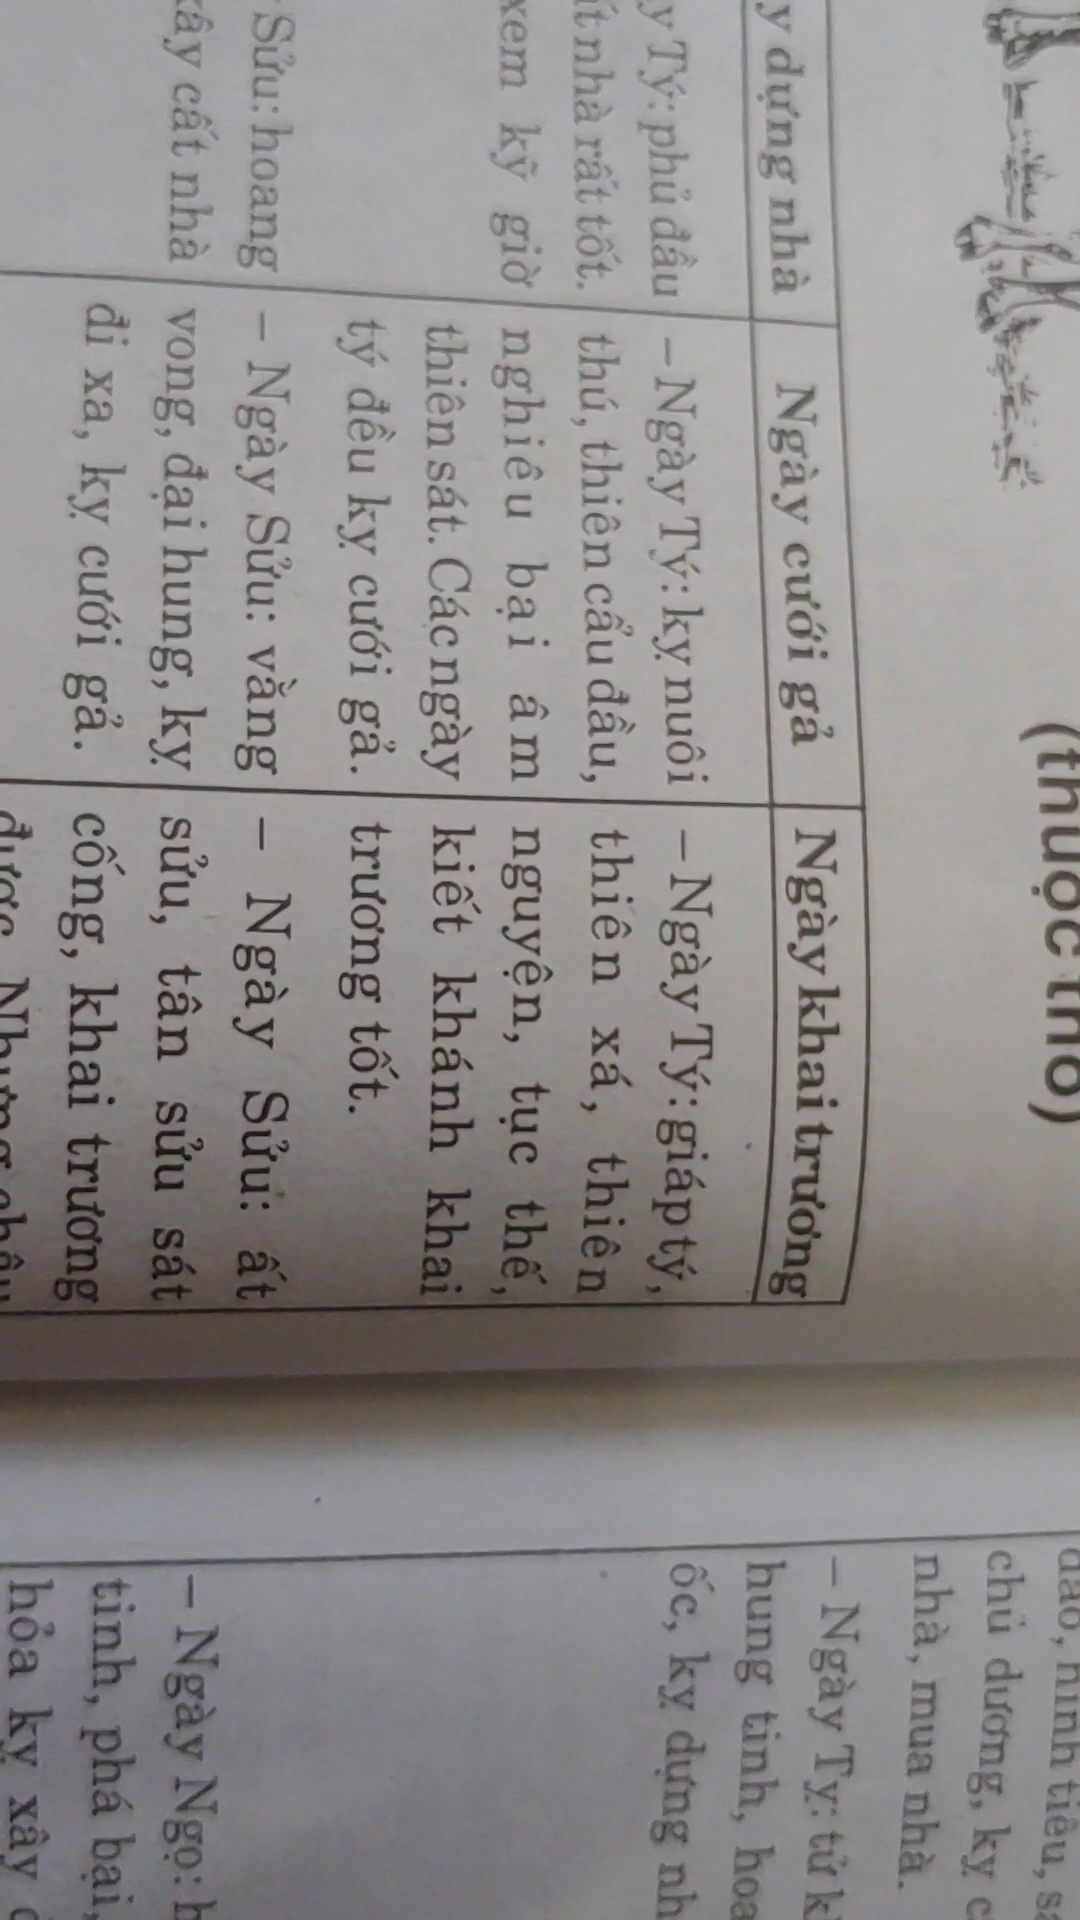 (thuộc thổ)
dựng nhà
Ngày cưới gả
Ngày khai trương
Tý: phủ đầu
nhà rất tốt.
xem kỹ giờ
Sửu: hoang
cất nhà
– Ngày Tý: kỵ nuôi
thú, thiên cẩu đầu,
nghiêu bại âm
thiên sát. Các ngày
tý đều kỵ cưới gả.
– Ngày Sửu: vằng
vong, đại hung, kỵ
đi xa, kỵ cưới gả.
– Ngày Tý: giáp tý,
thiên xá, thiên
nguyện, tục thế,
kiết khánh khai
trương tốt.
– Ngày Sửu: ất
sửu, tân sửu sát
cống, khai trương
được. Nhưng
chủ dương, kỵ
nhà, mua nhà.
– Ngày Tỵ: tử
hung tinh,
ốc, kỵ dựng
– Ngày Ngọ:
tinh, phá bại,
hỏa kỵ xây